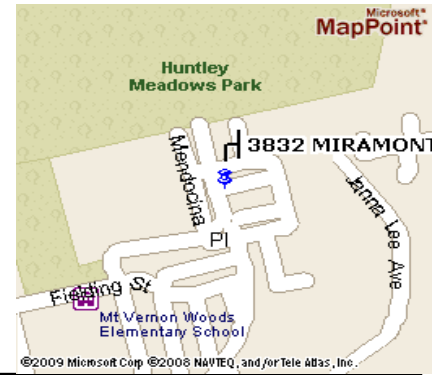 Microsoft®
MapPoint®
Huntley
Meadows Park
3832 MIRAMONT
Mendocina
Janna Lee Ave
Pl
Fielding St
Mt Vernon Woods
Elementary School
©2009 Microsoft Corp ©2008 NAVTEQ, and/or Tele Atlas, Inc.